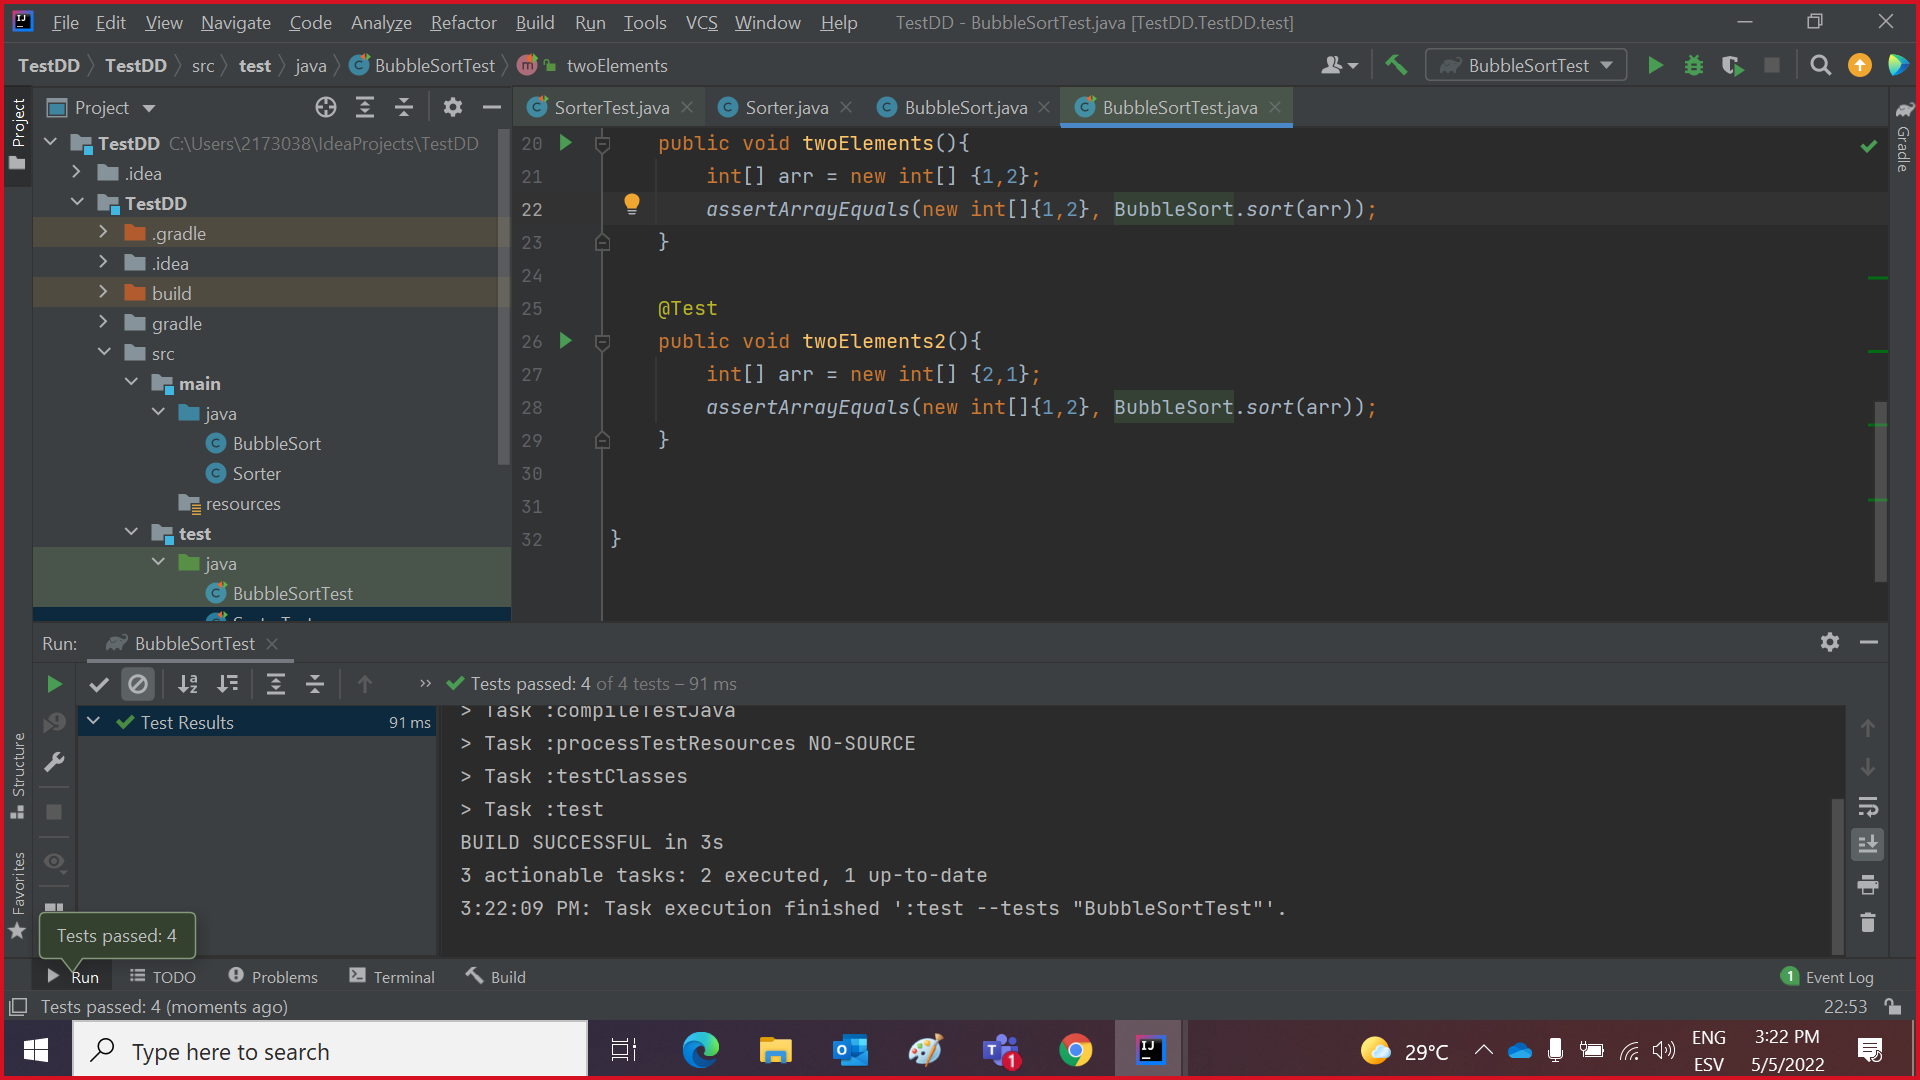 File Edit View Navigate Code Analyze Refactor Build Run Tools VCS Window Help TestDD - BubbleSortTest.java [TestDD.TestDD.test]
TestDD TestDD src test java BubbleSortTest twoElements BubbleSortTest
Project
Project
SorterTest.java Sorter.java BubbleSort.java BubbleSortTest.java
Gradle
TestDD C:\Users\2173038\IdeaProjects\TestDD
.idea
TestDD
.gradle
.idea
build
gradle
src
main
java
BubbleSort
Sorter
resources
test
java
BubbleSortTest
20 public void twoElements(){
21 int[] arr = new int[] {1,2};
22 assertArrayEquals(new int[]{1,2}, BubbleSort.sort(arr));
23 }
24
25 @Test
26 public void twoElements2(){
27 int[] arr = new int[] {2,1};
28 assertArrayEquals(new int[]{1,2}, BubbleSort.sort(arr));
29 }
30
31
32 }
Run: BubbleSortTest
Tests passed: 4 of 4 tests – 91 ms
Test Results 91 ms
> Task :compileTestJava
> Task :processTestResources NO-SOURCE
> Task :testClasses
> Task :test
BUILD SUCCESSFUL in 3s
3 actionable tasks: 2 executed, 1 up-to-date
3:22:09 PM: Task execution finished ':test --tests "BubbleSortTest"'.
Structure
Favorites
Tests passed: 4
Run TODO Problems Terminal Build 1 Event Log
Tests passed: 4 (moments ago) 22:53
Type here to search
1
29°C
ENG
ESV
3:22 PM
5/5/2022